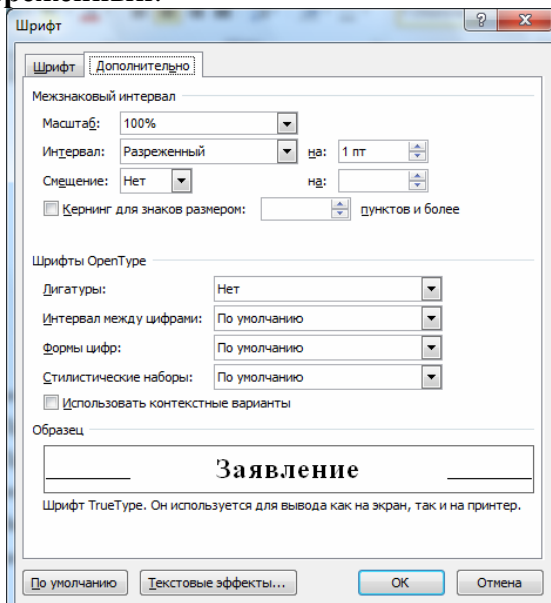 Шрифт
Шрифт Дополнительно
Межзнаковый интервал
Масштаб: 100%
Интервал: Разреженный на: 1 пт
Смещение: Нет на:
Кернинг для знаков размером: пунктов и более
Шрифты OpenType
Лигатуры: Нет
Интервал между цифрами: По умолчанию
Формы цифр: По умолчанию
Стилистические наборы: По умолчанию
Использовать контекстные варианты
Образец
Заявление
Шрифт TrueType. Он используется для вывода как на экран, так и на принтер.
По умолчанию Текстовые эффекты... ОК Отмена